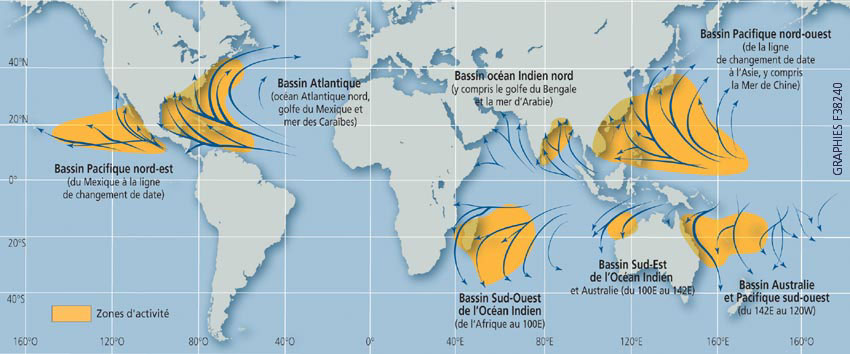 Bassin Pacifique nord-ouest
(de la ligne
de changement de date
à l'Asie, y compris
la Mer de Chine)
Bassin Atlantique
(océan Atlantique nord,
golfe du Mexique et
mer des Caraïbes)
Bassin océan Indien nord
(y compris le golfe du Bengale
et la mer d'Arabie)
GRAPHIES F38240
40°N
20°N
0°
20°S
40°S
Bassin Pacifique nord-est
(du Mexique à la ligne
de changement de date)
Bassin Sud-Ouest
de l'Océan Indien
(de l'Afrique au 100E)
Bassin Sud-Est
de l'Océan Indien
et Australie (du 100E au 142E)
Bassin Australie
et Pacifique sud-ouest
(du 142E au 120W)
Zones d'activité
160°O 120°O 80°O 40°O 0° 40°E 80°E 120°E 160°E 160°O